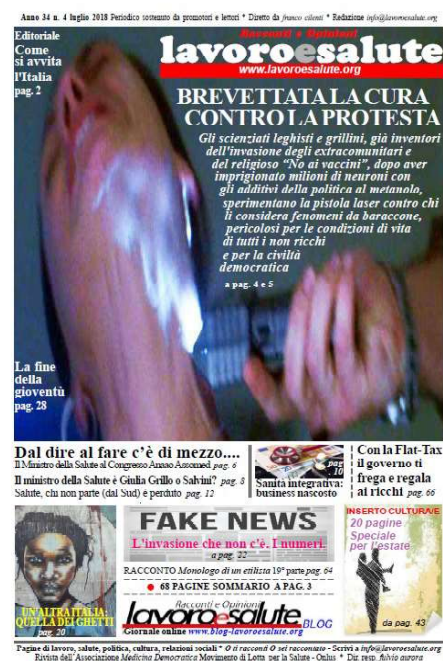 Anno 34 n. 4 luglio 2018 Periodico sostenuto da promotori e lettori * Diretto da franco cilenti * Redazione info@lavoroesalute.org
Editoriale
Come
si avvita
l'Italia
pag. 2
Racconti e Opinioni
lavoroesalute
www.lavoroesalute.org
BREVETTATA LA CURA
CONTRO LA PROTESTA
Gli scienziati leghisti e grillini, già inventori
dell'invasione degli extracomunitari e
del religioso “No ai vaccini”, dopo aver
imprigionato milioni di neuroni con
gli additivi della politica al metanolo,
sperimentano la pistola laser contro chi
li considera fenomeni da baraccone,
pericolosi per le condizioni di vita
di tutti i non ricchi
e per la civiltà
democratica
a pag. 4 e 5
La fine
della
gioventù
pag. 28
Dal dire al fare c'è di mezzo....
Il Ministro della Salute al Congresso Anaao Assomed pag. 6
Il ministro della Salute è Giulia Grillo o Salvini? pag. 8
Salute, chi non parte (dal Sud) è perduto pag. 12
pag.
10
Sanità integrativa:
business nascosto
Con la Flat-Tax
il governo ti
frega e regala
ai ricchi pag. 66
UN'ALTRA ITALIA:
QUELLA DEI GHETTI
pag. 20
FAKE NEWS
L'invasione che non c'è. I numeri.
a pag. 22
RACCONTO Monologo di un etilista 19° parte pag. 64
68 PAGINE SOMMARIO A PAG. 3
Racconti e Opinioni
lavoroesalute BLOG
Giornale online www.blog-lavoroesalute.org
INSERTO CULTURA/E
20 pagine
Speciale
per l'estate
da pag. 43
Pagine di lavoro, salute, politica, cultura, relazioni sociali * O ti racconti O sei raccontato - Scrivi a info@lavoroesalute.org
Rivista dell'Associazione Medicina Democratica Movimento di Lotta per la Salute - Onlus * Dir. resp. fulvio aurora